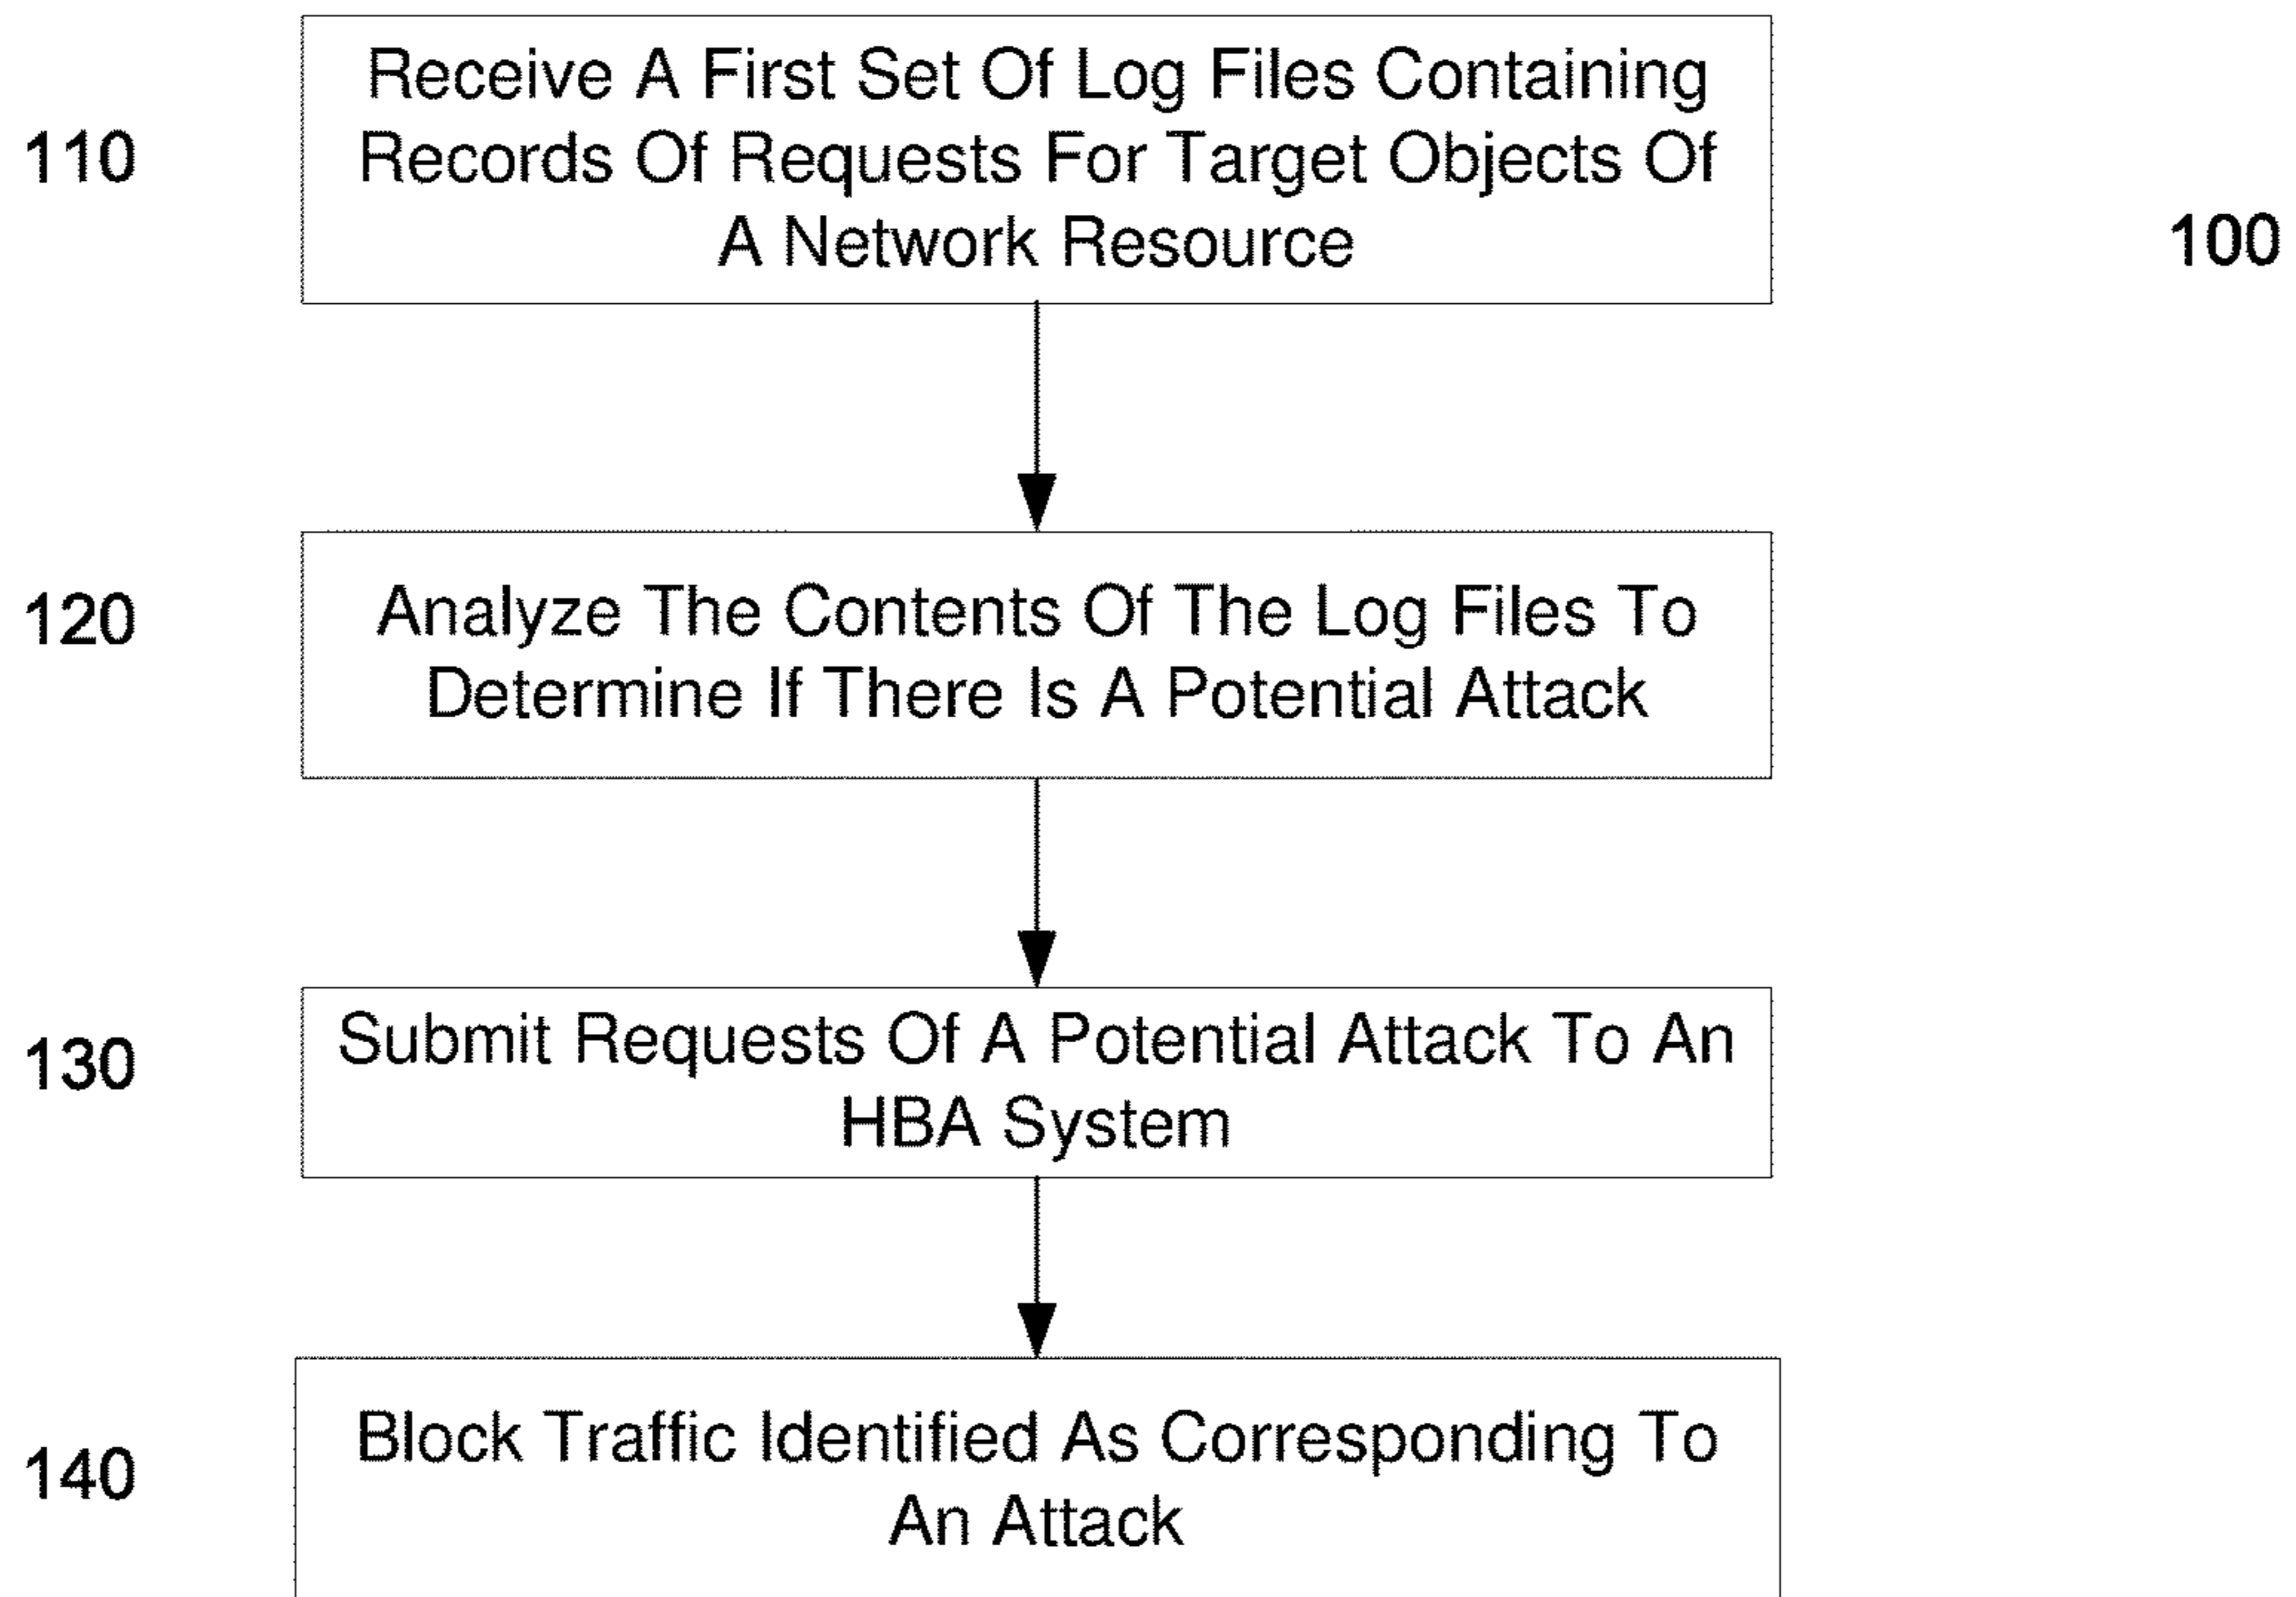 Receive A First Set Of Log Files Containing
110
Records Of Requests For Target Objects Of
A Network Resource
100
120
Analyze The Contents Of The Log Files To
Determine If There Is A Potential Attack
130
Submit Requests Of A Potential Attack To An
HBA System
140
Block Traffic Identified As Corresponding To
An Attack